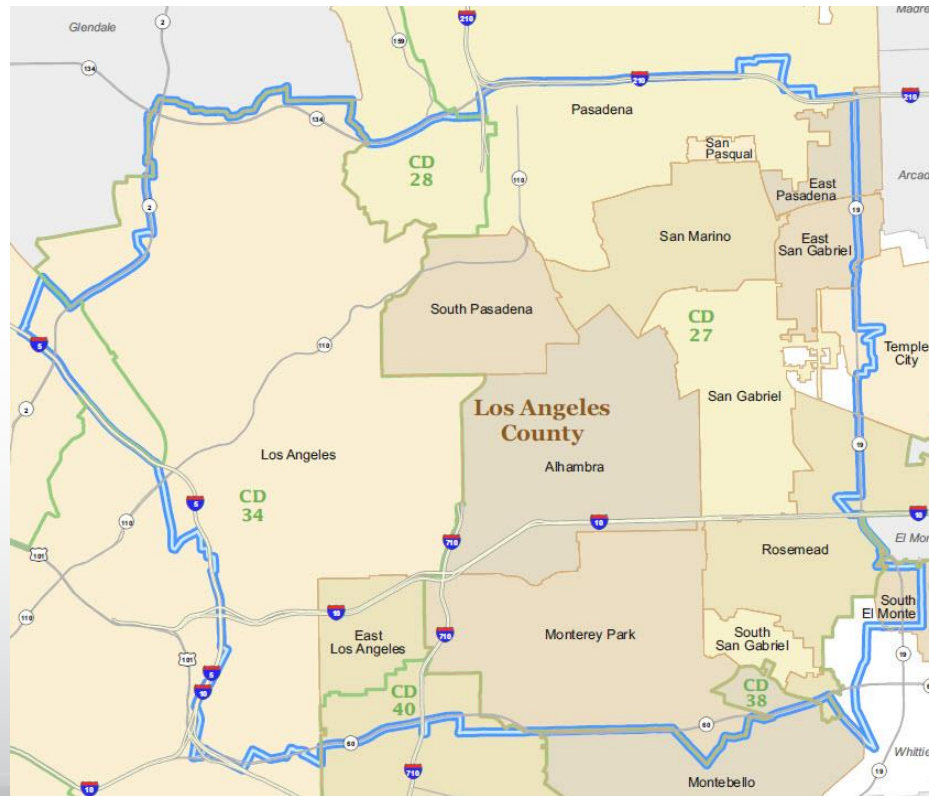 Madre
2
210
Glendale
159
134
210
210
Pasadena
134
San
Pasqual
CD
28
110
East
Pasadena
Arcad
2
19
San Marino
East
San Gabriel
South Pasadena
CD
27
5
110
Temple
City
San Gabriel
2
Los Angeles
County
Los Angeles
19
Alhambra
CD
34
5
10
10
110
710
El Mon
101
Rosemead
110
10
South
El Monte
East
Los Angeles
710
Monterey Park
South
San Gabriel
101
19
5
CD
40
CD
38
10
60
60
6
Whittie
10
710
19
Montebello